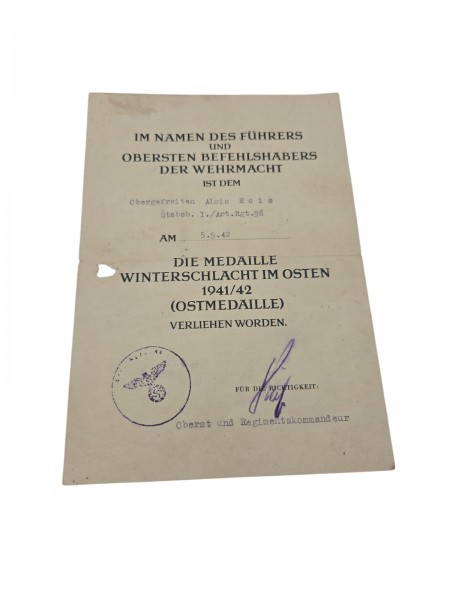 IM NAMEN DES FÜHRERS
UND
OBERSTEN BEFEHLSHABERS
DER WEHRMACHT
IST DEM
Obergefreiten Alois
Stabsb. I./Art.Rgt.96
AM 5.9.42
DIE MEDAILLE
WINTERSCHLACHT IM OSTEN
1941/42
(OSTMEDAILLE)
VERLIEHEN WORDEN.
FÜR DIE RICHTIGKEIT:
Oberst und Regimentskommandeur